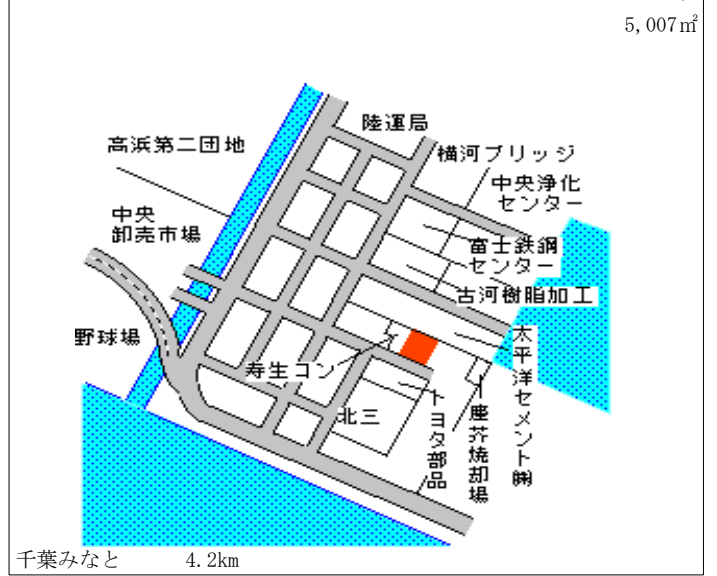 5,007㎡
陸運局
高浜第二団地
横河ブリッジ
中央浄化
センター
中央
卸売市場
富士鉄鋼
センター
古河樹脂加工
野球場
太平洋セメント㈱
寿生コン
北三
トヨタ部品
塵芥焼却場
千葉みなと 4.2km